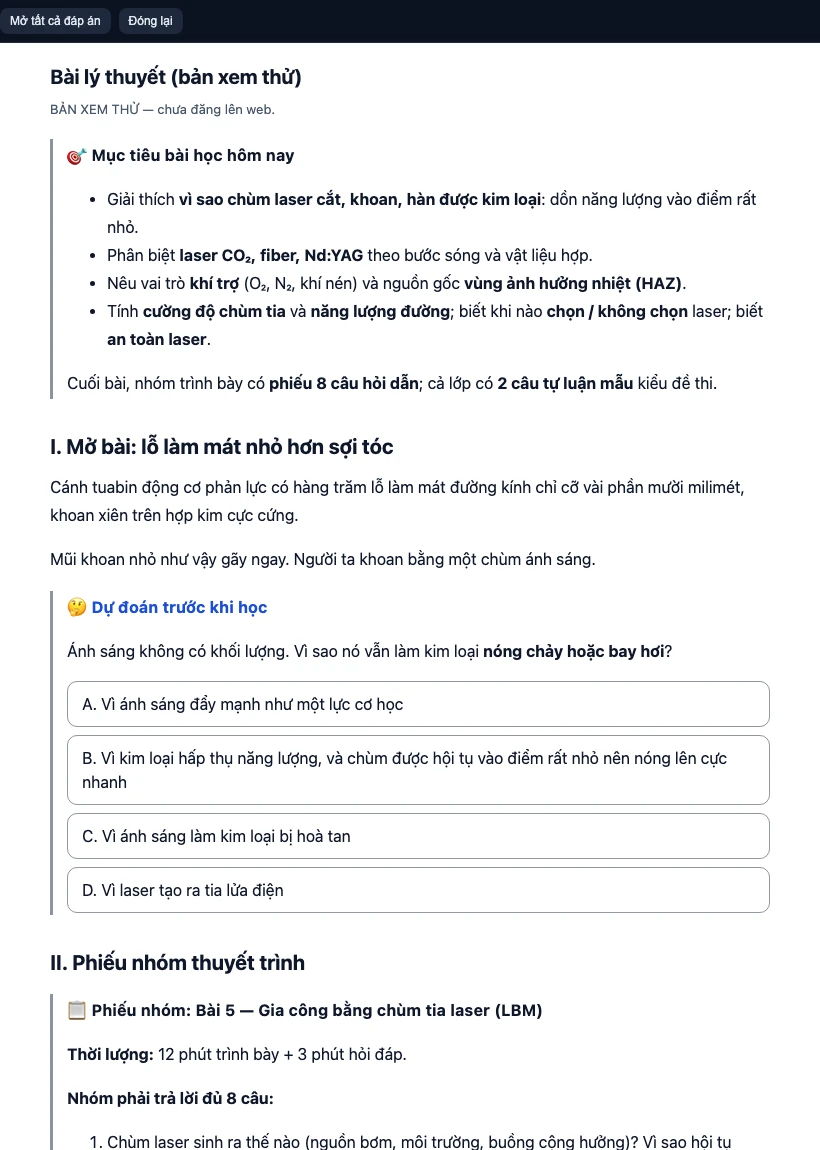 Mở tất cả đáp án
Đóng lại
Bài lý thuyết (bản xem thử)
BẢN XEM THỬ — chưa đăng lên web.
🎯 Mục tiêu bài học hôm nay
• Giải thích vì sao chùm laser cắt, khoan, hàn được kim loại: dồn năng lượng vào điểm rất
nhỏ.
• Phân biệt laser CO₂, fiber, Nd:YAG theo bước sóng và vật liệu hợp.
• Nêu vai trò khí trợ (O₂, N₂, khí nén) và nguồn gốc vùng ảnh hưởng nhiệt (HAZ).
• Tính cường độ chùm tia và năng lượng đường; biết khi nào chọn / không chọn laser; biết
an toàn laser.
Cuối bài, nhóm trình bày có phiếu 8 câu hỏi dẫn; cả lớp có 2 câu tự luận mẫu kiểu đề thi.
I. Mở bài: lỗ làm mát nhỏ hơn sợi tóc
Cánh tuabin động cơ phản lực có hàng trăm lỗ làm mát đường kính chỉ cỡ vài phần mười milimét,
khoan xiên trên hợp kim cực cứng.
Mũi khoan nhỏ như vậy gãy ngay. Người ta khoan bằng một chùm ánh sáng.
🤔 Dự đoán trước khi học
Ánh sáng không có khối lượng. Vì sao nó vẫn làm kim loại nóng chảy hoặc bay hơi?
A. Vì ánh sáng đẩy mạnh như một lực cơ học
B. Vì kim loại hấp thụ năng lượng, và chùm được hội tụ vào điểm rất nhỏ nên nóng lên cực
nhanh
C. Vì ánh sáng làm kim loại bị hoà tan
D. Vì laser tạo ra tia lửa điện
II. Phiếu nhóm thuyết trình
📋 Phiếu nhóm: Bài 5 — Gia công bằng chùm tia laser (LBM)
Thời lượng: 12 phút trình bày + 3 phút hỏi đáp.
Nhóm phải trả lời đủ 8 câu:
1. Chùm laser sinh ra thế nào (nguồn bơm, môi trường, buồng cộng hưởng)? Vì sao hội tụ